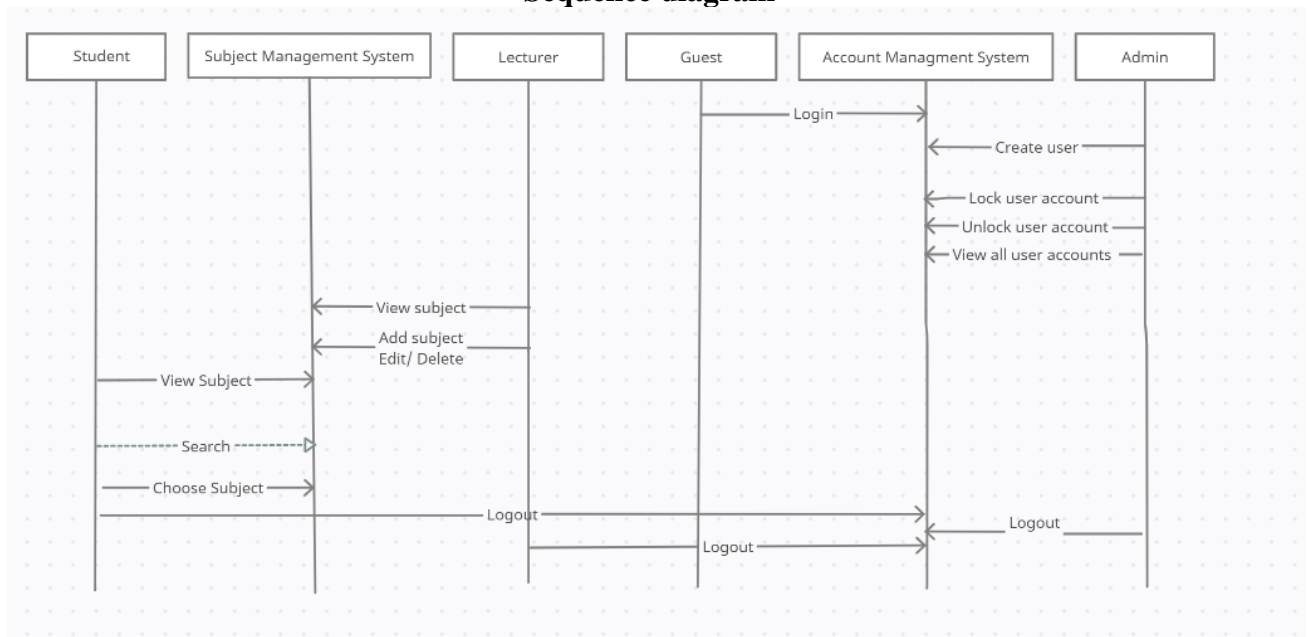 Sequence diagram
Student
Subject Management System
Lecturer
Guest
Account Managment System
Admin
Login
Create user
Lock user account
Unlock user account
View all user accounts
View subject
Add subject
Edit/ Delete
View Subject
Search
Choose Subject
Logout
Logout
Logout